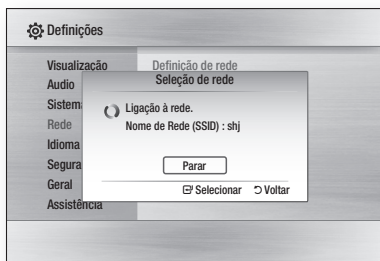 Definições
Visualização
Definição de rede
Audio
Seleção de rede
Sistem
Ligação à rede.
Rede
Nome de Rede (SSID) : shj
Idioma
Segura
Parar
Geral
Selecionar
Voltar
Assistência